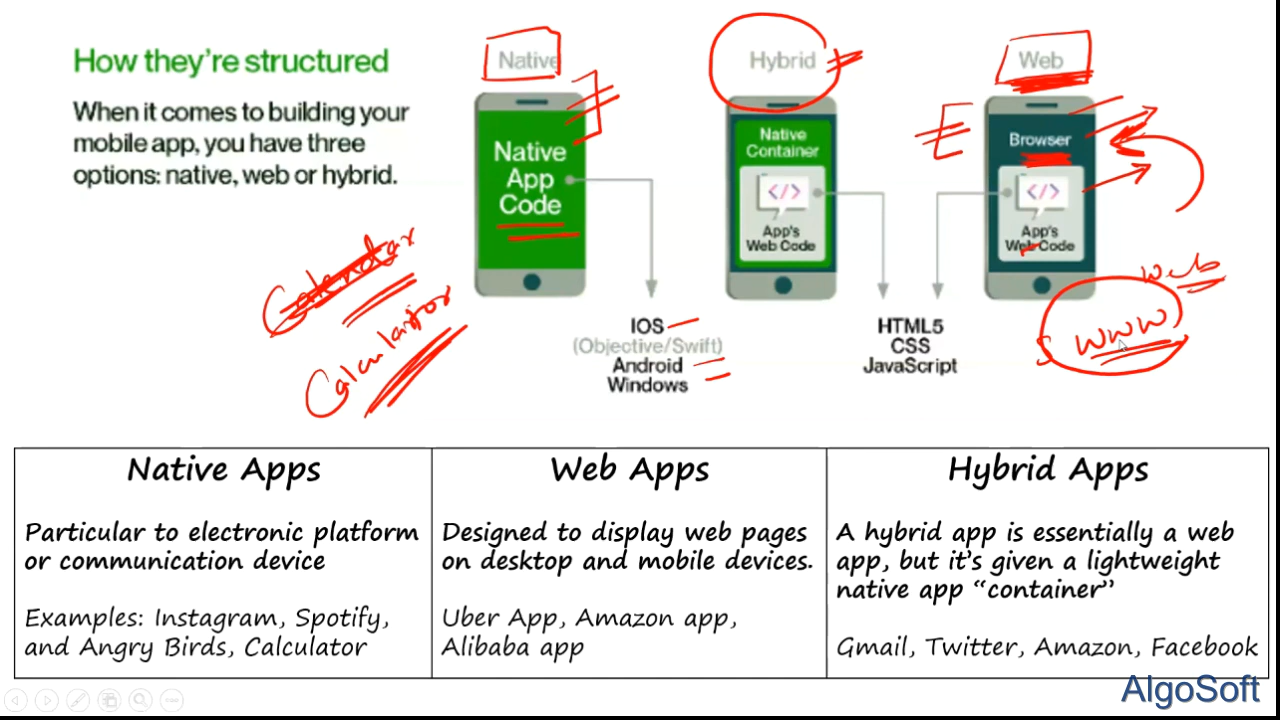 How they're structured
When it comes to building your
mobile app, you have three
options: native, web or hybrid.
Native
Native
App
Code
Hybrid
Native
Container
</>
App's
Web Code
Web
Browser
</>
App's
Web Code
Calendar
Calculator
web
www
IOS
(Objective/Swift)
Android
Windows
HTML5
CSS
JavaScript
Native Apps
Particular to electronic platform
or communication device
Examples: Instagram, Spotify,
and Angry Birds, Calculator
Web Apps
Designed to display web pages
on desktop and mobile devices.
Uber App, Amazon app,
Alibaba app
Hybrid Apps
A hybrid app is essentially a web
app, but it's given a lightweight
native app “container”
Gmail, Twitter, Amazon, Facebook
AlgoSoft